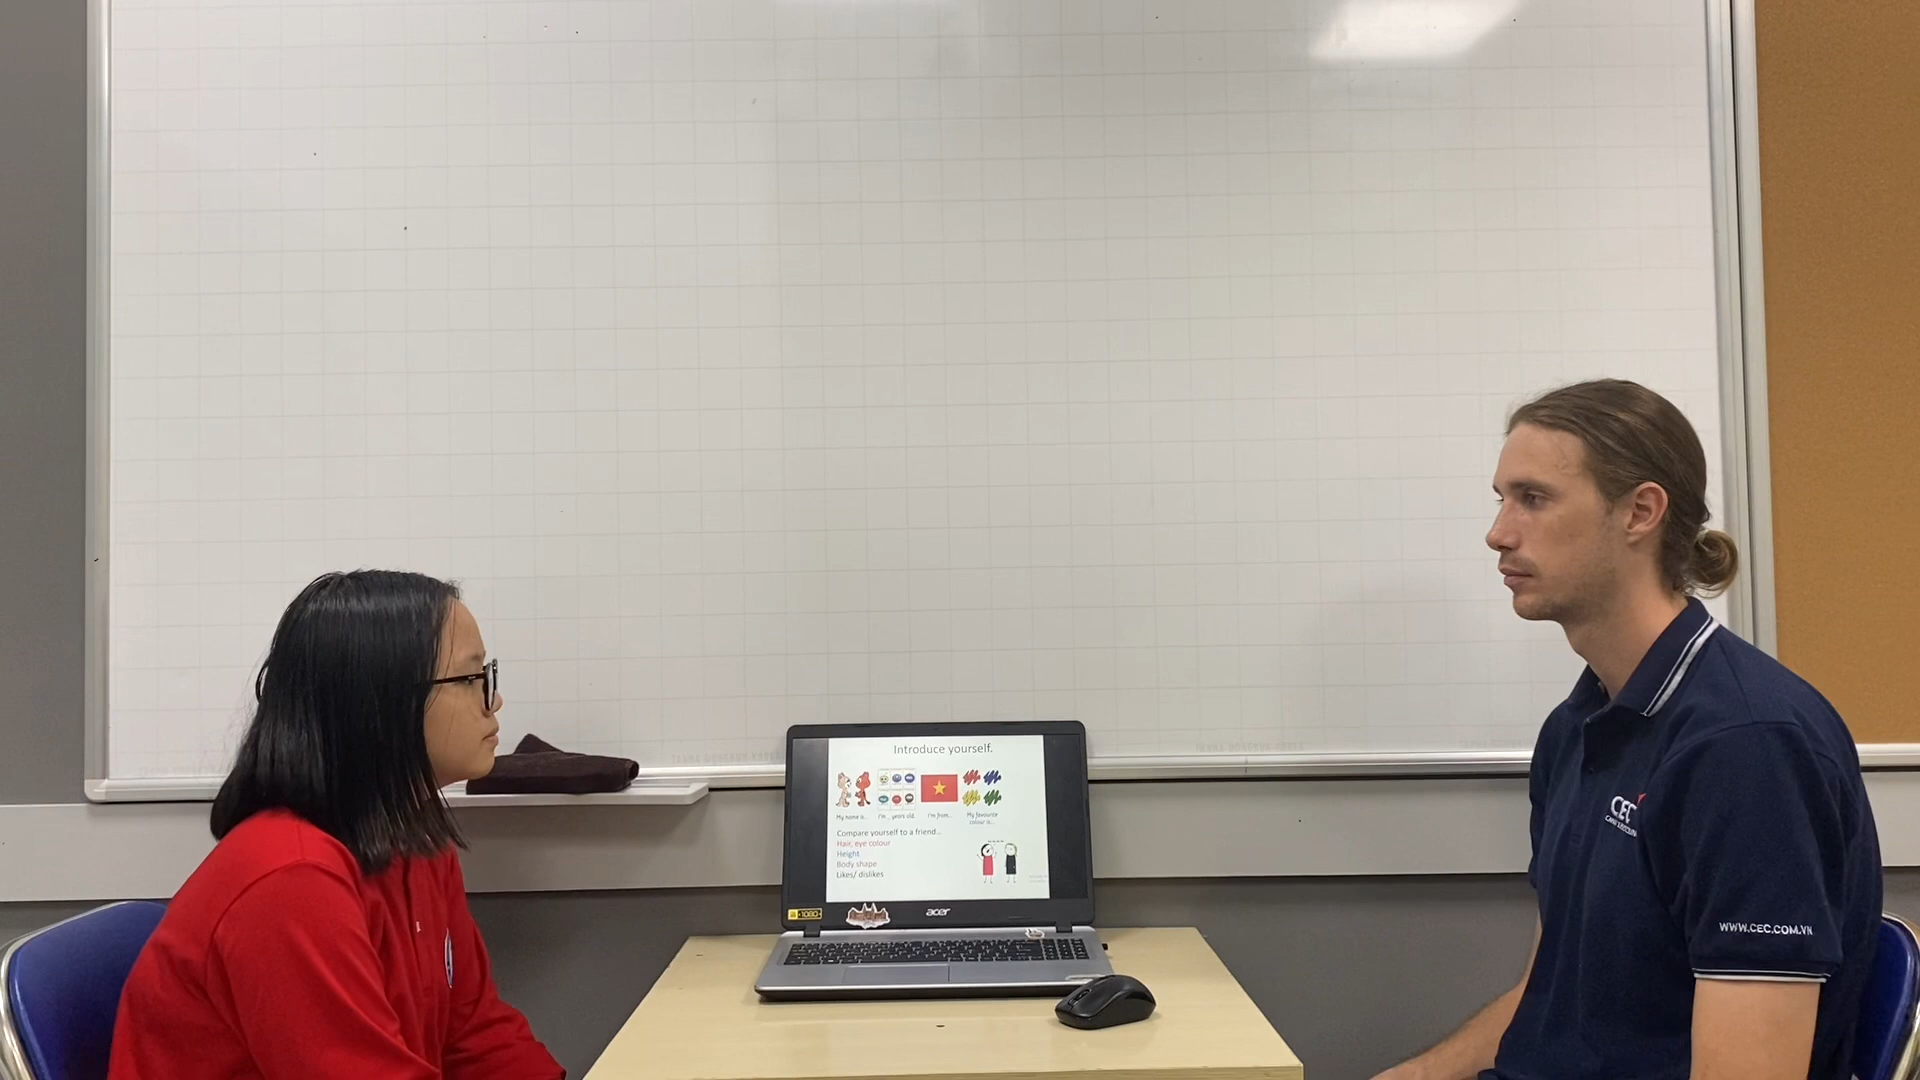 Introduce yourself.
My name is... I'm _ years old. I'm from... My favourite colour is...
Compare yourself to a friend...
Hair, eye colour
Height
Body shape
Likes/ dislikes
1080
acer
CEC
WWW.CEC.COM.VN